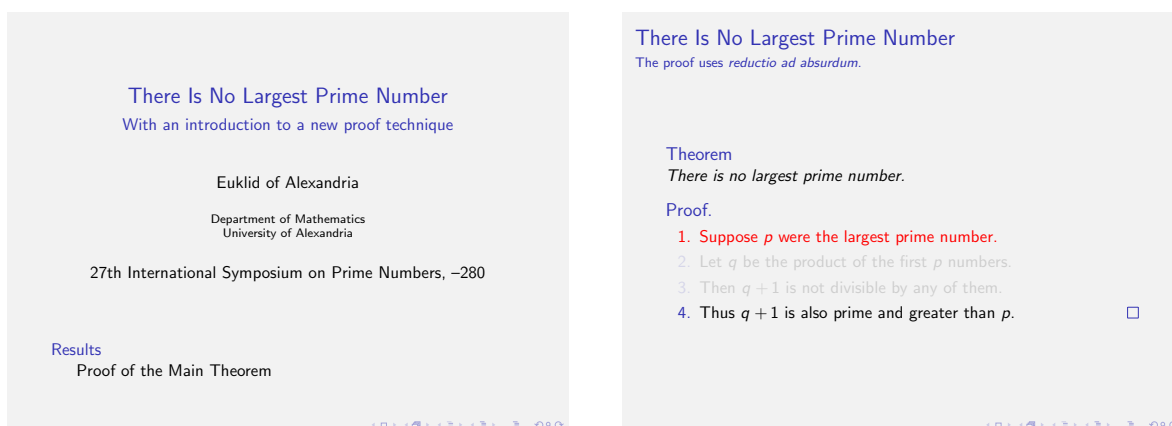 There Is No Largest Prime Number
With an introduction to a new proof technique
Euklid of Alexandria
Department of Mathematics
University of Alexandria
27th International Symposium on Prime Numbers, –280
Results
Proof of the Main Theorem
There Is No Largest Prime Number
The proof uses reductio ad absurdum.
Theorem
There is no largest prime number.
Proof.
1. Suppose p were the largest prime number.
2. Let q be the product of the first p numbers.
3. Then q + 1 is not divisible by any of them.
4. Thus q + 1 is also prime and greater than p. □